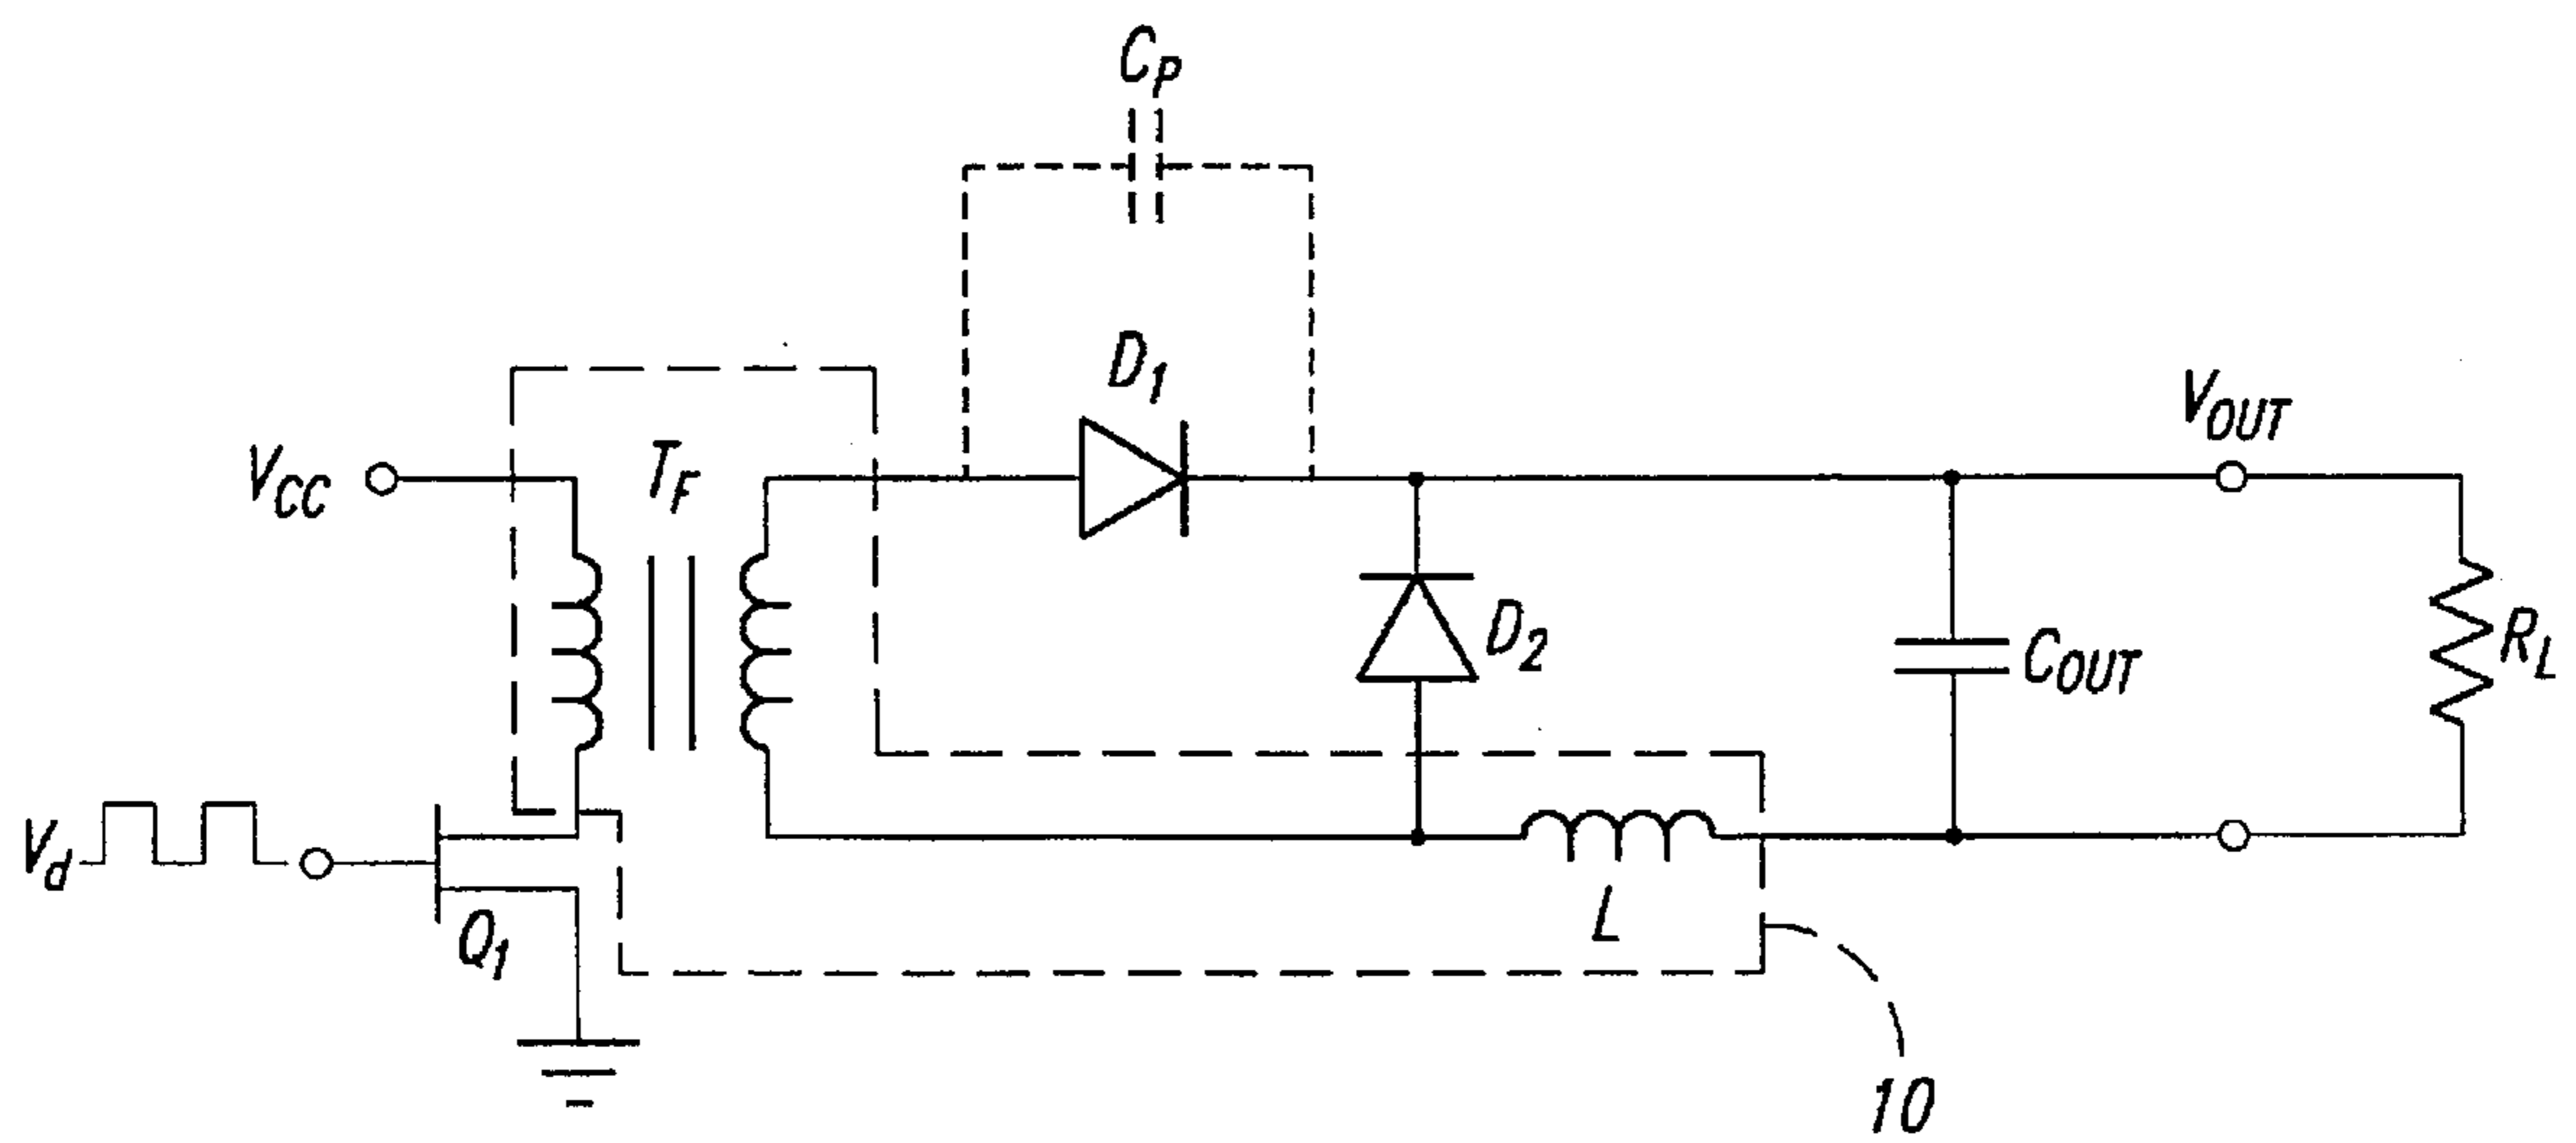 C_P
D_1
V_OUT
V_CC
T_F
D_2
C_OUT
R_L
V_d
Q_1
L
10